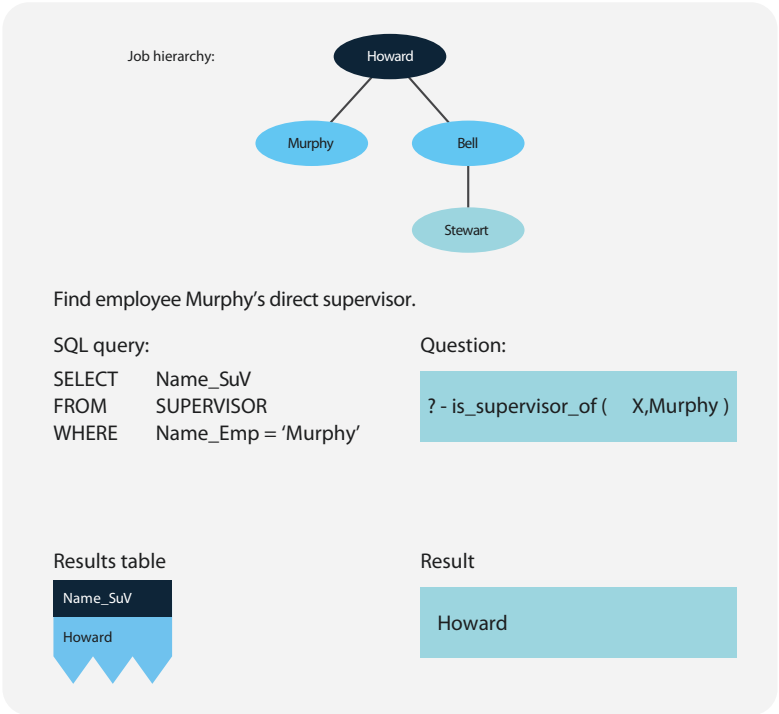 Job hierarchy:
Howard
Murphy
Bell
Stewart
Find employee Murphy’s direct supervisor.
SQL query:
SELECT Name_SuV
FROM SUPERVISOR
WHERE Name_Emp = ‘Murphy’
Question:
? - is_supervisor_of ( X,Murphy )
Results table
Name_SuV
Howard
Result
Howard